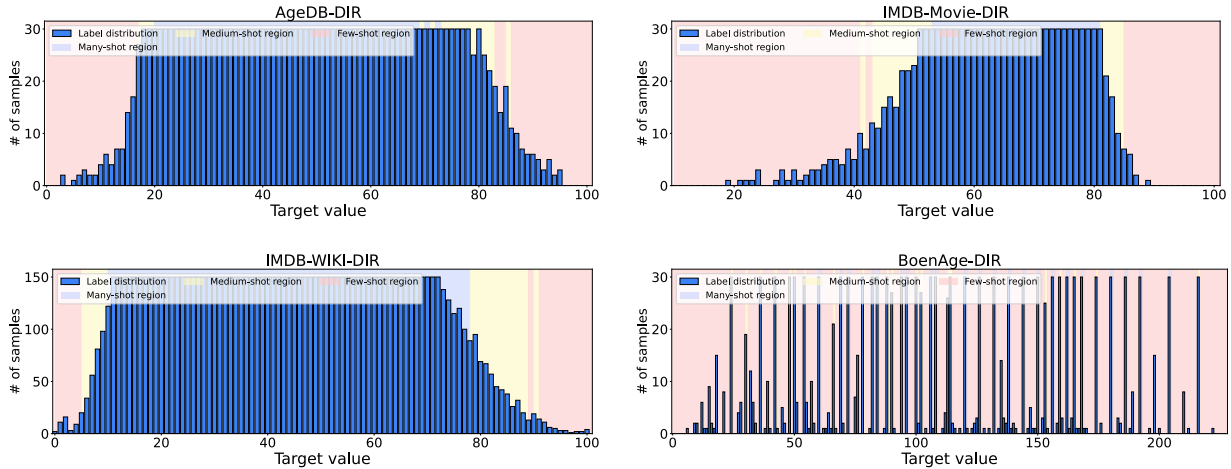 AgeDB-DIR
30
20
10
0
# of samples
Label distribution
Many-shot region
Medium-shot region
Few-shot region
20
40
60
80
100
Target value
IMDB-Movie-DIR
30
20
10
0
# of samples
Label distribution
Many-shot region
Medium-shot region
Few-shot region
20
40
60
80
100
Target value
IMDB-WIKI-DIR
150
100
50
0
# of samples
Label distribution
Many-shot region
Medium-shot region
Few-shot region
0
20
40
60
80
100
Target value
BoenAge-DIR
30
20
10
0
# of samples
Label distribution
Many-shot region
Medium-shot region
Few-shot region
50
100
150
200
Target value